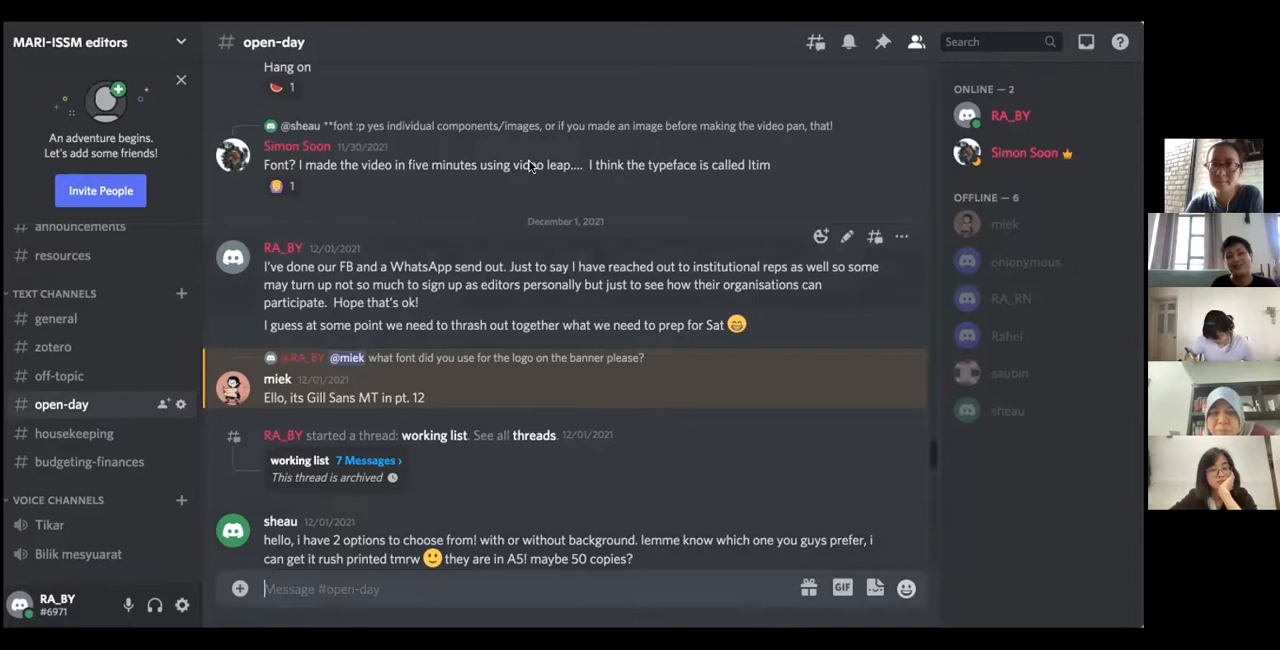 MARI-ISSM editors
An adventure begins.
Let's add some friends!
Invite People
announcements
resources
TEXT CHANNELS
general
zotero
off-topic
open-day
housekeeping
budgeting-finances
VOICE CHANNELS
Tikar
Bilik mesyuarat
RA_BY
#6971
# open-day
Search
Hang on
1
@sheau **font :p yes individual components/images, or if you made an image before making the video pan, that!
Simon Soon 11/30/2021
Font? I made the video in five minutes using video leap.... I think the typeface is called Itim
1
December 1, 2021
RA_BY 12/01/2021
I've done our FB and a WhatsApp send out. Just to say I have reached out to institutional reps as well so some
may turn up not so much to sign up as editors personally but just to see how their organisations can
participate. Hope that's ok!
I guess at some point we need to thrash out together what we need to prep for Sat 😁
@RA_BY @miek what font did you use for the logo on the banner please?
miek 12/01/2021
Ello, its Gill Sans MT in pt. 12
RA_BY started a thread: working list. See all threads. 12/01/2021
working list 7 Messages ›
This thread is archived
sheau 12/01/2021
hello, i have 2 options to choose from! with or without background. lemme know which one you guys prefer, i
can get it rush printed tmrw 🙂 they are in A5! maybe 50 copies?
Message #open-day
GIF
ONLINE — 2
RA_BY
Simon Soon
OFFLINE — 6
miek
onionymous
RA_RN
Rahel
saubin
sheau